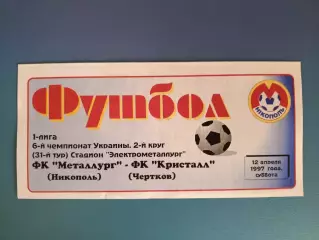 Футбол
НИКОПОЛЬ
1-лига
6-й чемпионат Украины. 2-й круг
(31-й тур) Стадион "Электрометаллург"
ФК "Металлург" - ФК "Кристалл"
(Никополь) (Чертков)
12 апреля
1997 года,
суббота